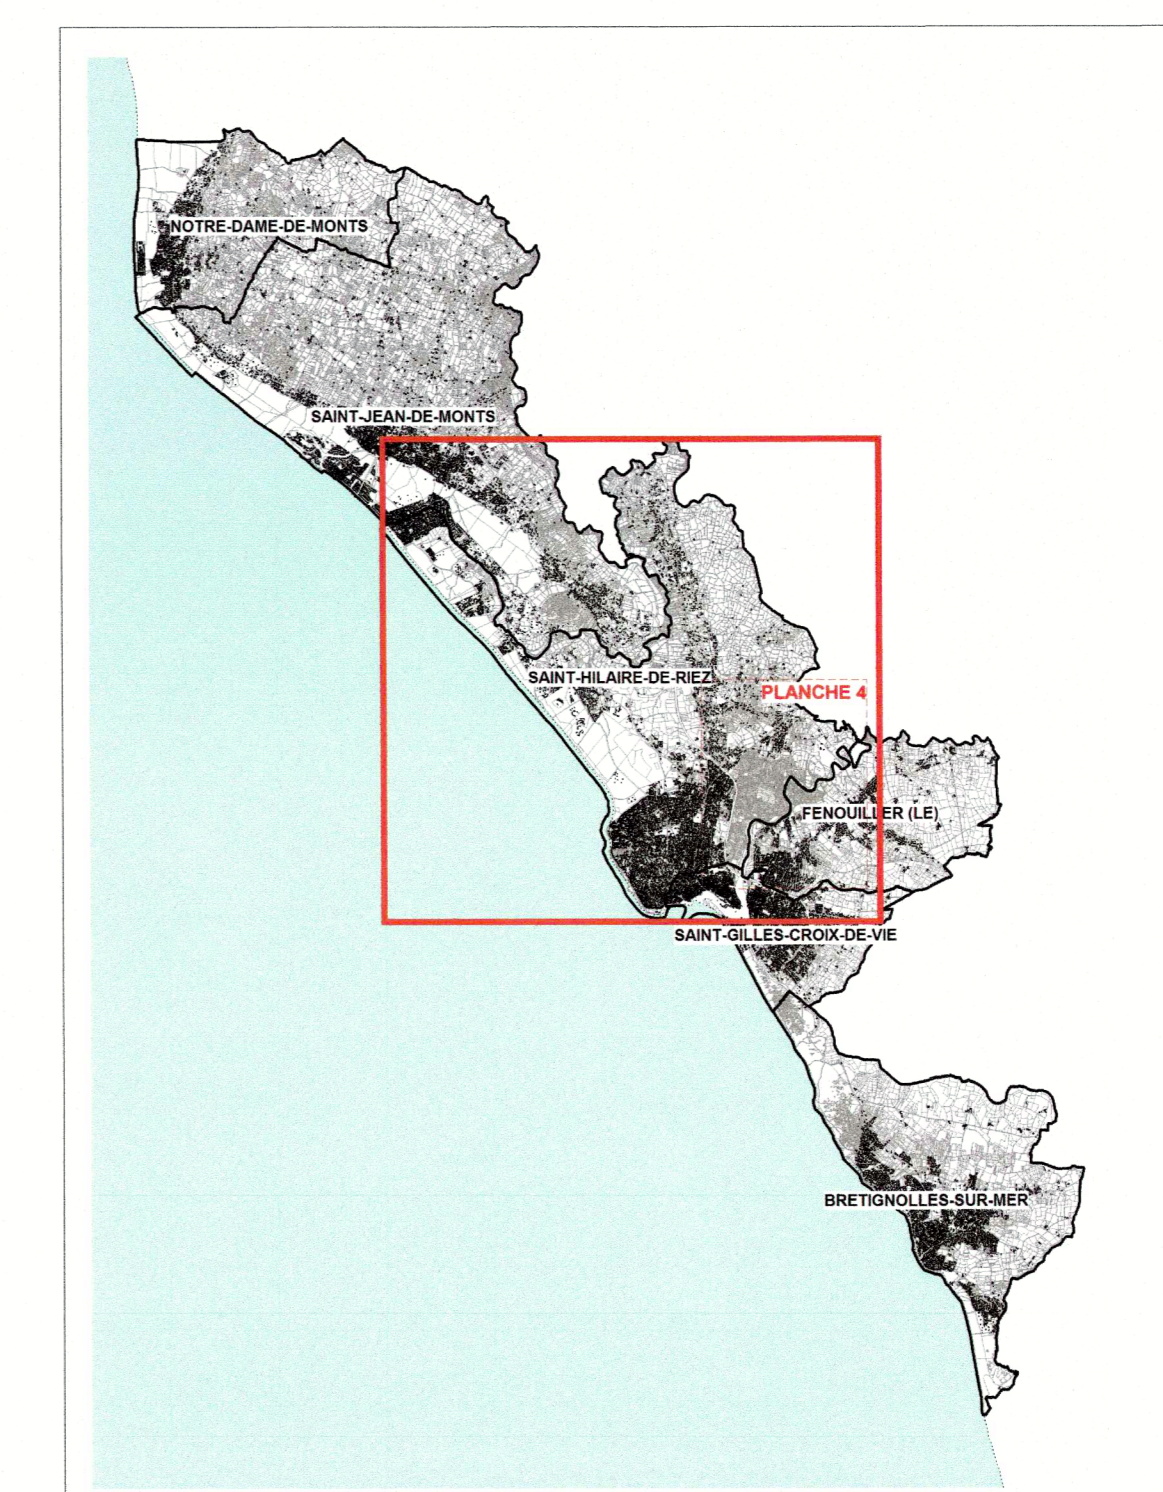 NOTRE-DAME-DE-MONTS
SAINT-JEAN-DE-MONTS
SAINT-HILAIRE-DE-RIEZ
PLANCHE 4
FENOUILLER (LE)
SAINT-GILLES-CROIX-DE-VIE
BRETIGNOLLES-SUR-MER